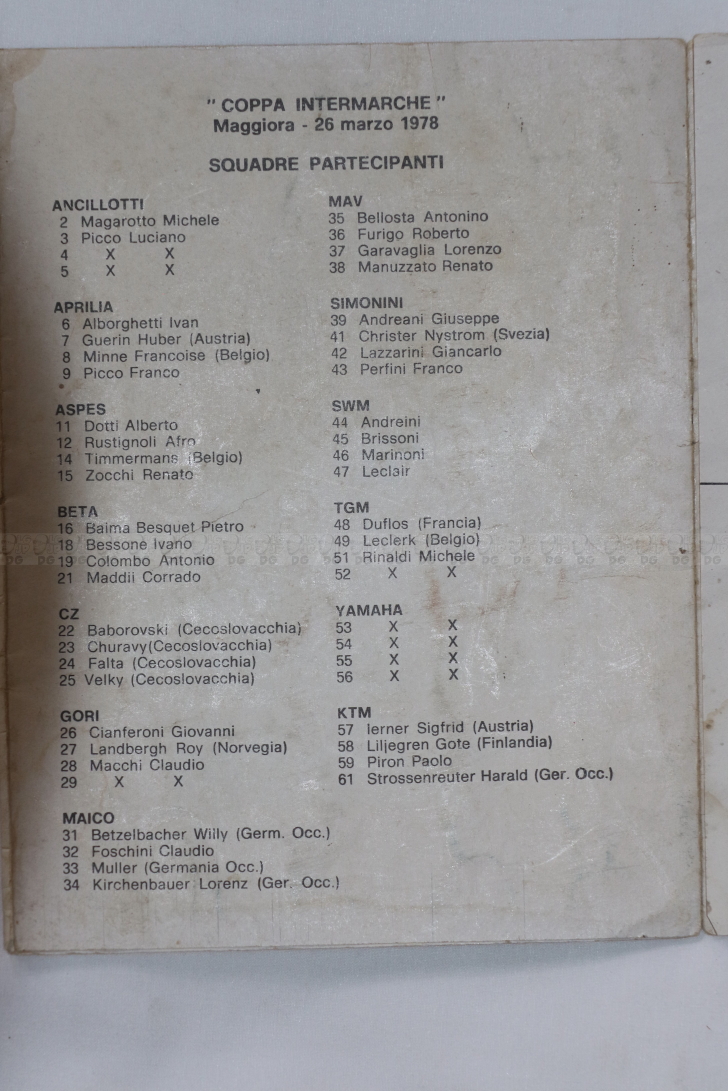 " COPPA INTERMARCHE "
Maggiora - 26 marzo 1978
SQUADRE PARTECIPANTI
ANCILLOTTI
2 Magarotto Michele
3 Picco Luciano
4 X X
5 X X
APRILIA
6 Alborghetti Ivan
7 Guerin Huber (Austria)
8 Minne Francoise (Belgio)
9 Picco Franco
ASPES
11 Dotti Alberto
12 Rustignoli Afro
14 Timmermans (Belgio)
15 Zocchi Renato
BETA
16 Baima Besquet Pietro
18 Bessone Ivano
19 Colombo Antonio
21 Maddii Corrado
CZ
22 Baborovski (Cecoslovacchia)
23 Churavy(Cecoslovacchia)
24 Falta (Cecoslovacchia)
25 Velky (Cecoslovacchia)
GORI
26 Cianferoni Giovanni
27 Landbergh Roy (Norvegia)
28 Macchi Claudio
29 X X
MAICO
31 Betzelbacher Willy (Germ. Occ.)
32 Foschini Claudio
33 Muller (Germania Occ.)
34 Kirchenbauer Lorenz (Ger. Occ.)
MAV
35 Bellosta Antonino
36 Furigo Roberto
37 Garavaglia Lorenzo
38 Manuzzato Renato
SIMONINI
39 Andreani Giuseppe
41 Christer Nystrom (Svezia)
42 Lazzarini Giancarlo
43 Perfini Franco
SWM
44 Andreini
45 Brissoni
46 Marinoni
47 Leclair
TGM
48 Duflos (Francia)
49 Leclerk (Belgio)
51 Rinaldi Michele
52 X X
YAMAHA
53 X X
54 X X
55 X X
56 X X
KTM
57 Ierner Sigfrid (Austria)
58 Liljegren Gote (Finlandia)
59 Piron Paolo
61 Strossenreuter Harald (Ger. Occ.)